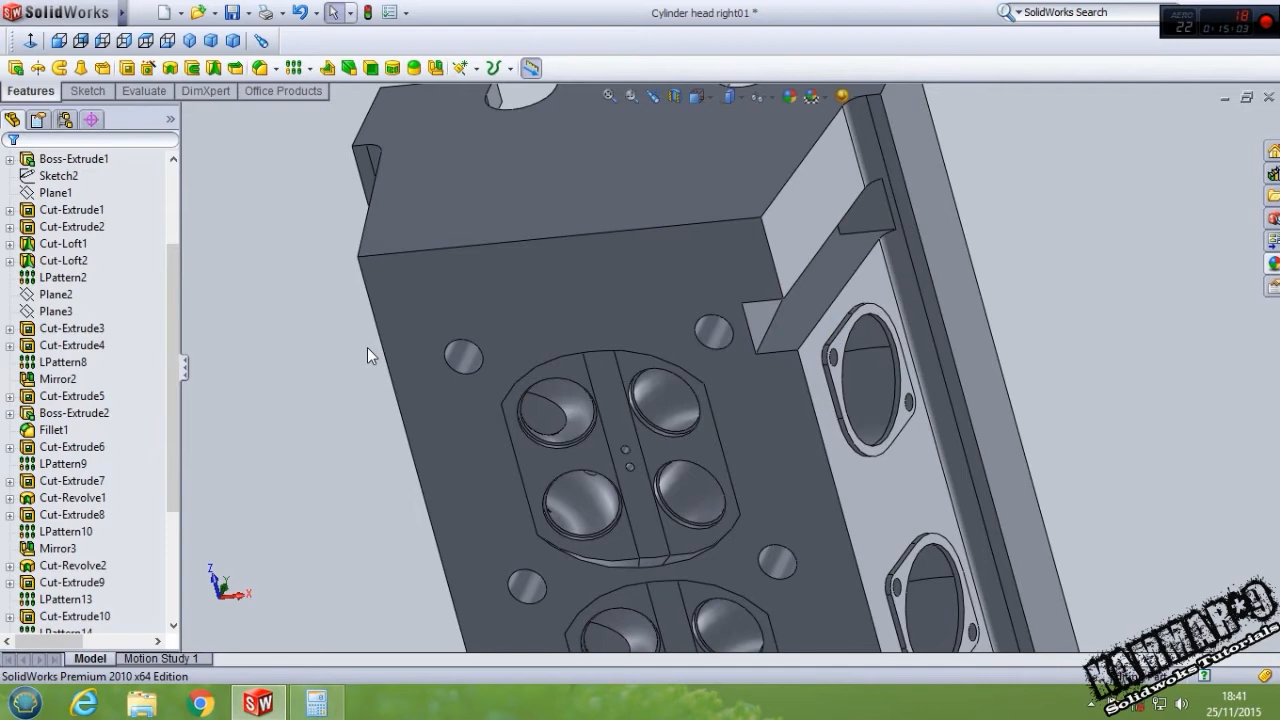 SolidWorks
Cylinder head right01 *
SolidWorks Search
AERO
22
18
0:15:03
Features
Sketch
Evaluate
DimXpert
Office Products
Boss-Extrude1
Sketch2
Plane1
Cut-Extrude1
Cut-Extrude2
Cut-Loft1
Cut-Loft2
LPattern2
Plane2
Plane3
Cut-Extrude3
Cut-Extrude4
LPattern8
Mirror2
Cut-Extrude5
Boss-Extrude2
Fillet1
Cut-Extrude6
LPattern9
Cut-Extrude7
Cut-Revolve1
Cut-Extrude8
LPattern10
Mirror3
Cut-Revolve2
Cut-Extrude9
LPattern13
Cut-Extrude10
LPattern14
Z
Y
X
Model
Motion Study 1
SolidWorks Premium 2010 x64 Edition
HAMMAR*9
Solidwoks Tutorials
18:41
25/11/2015